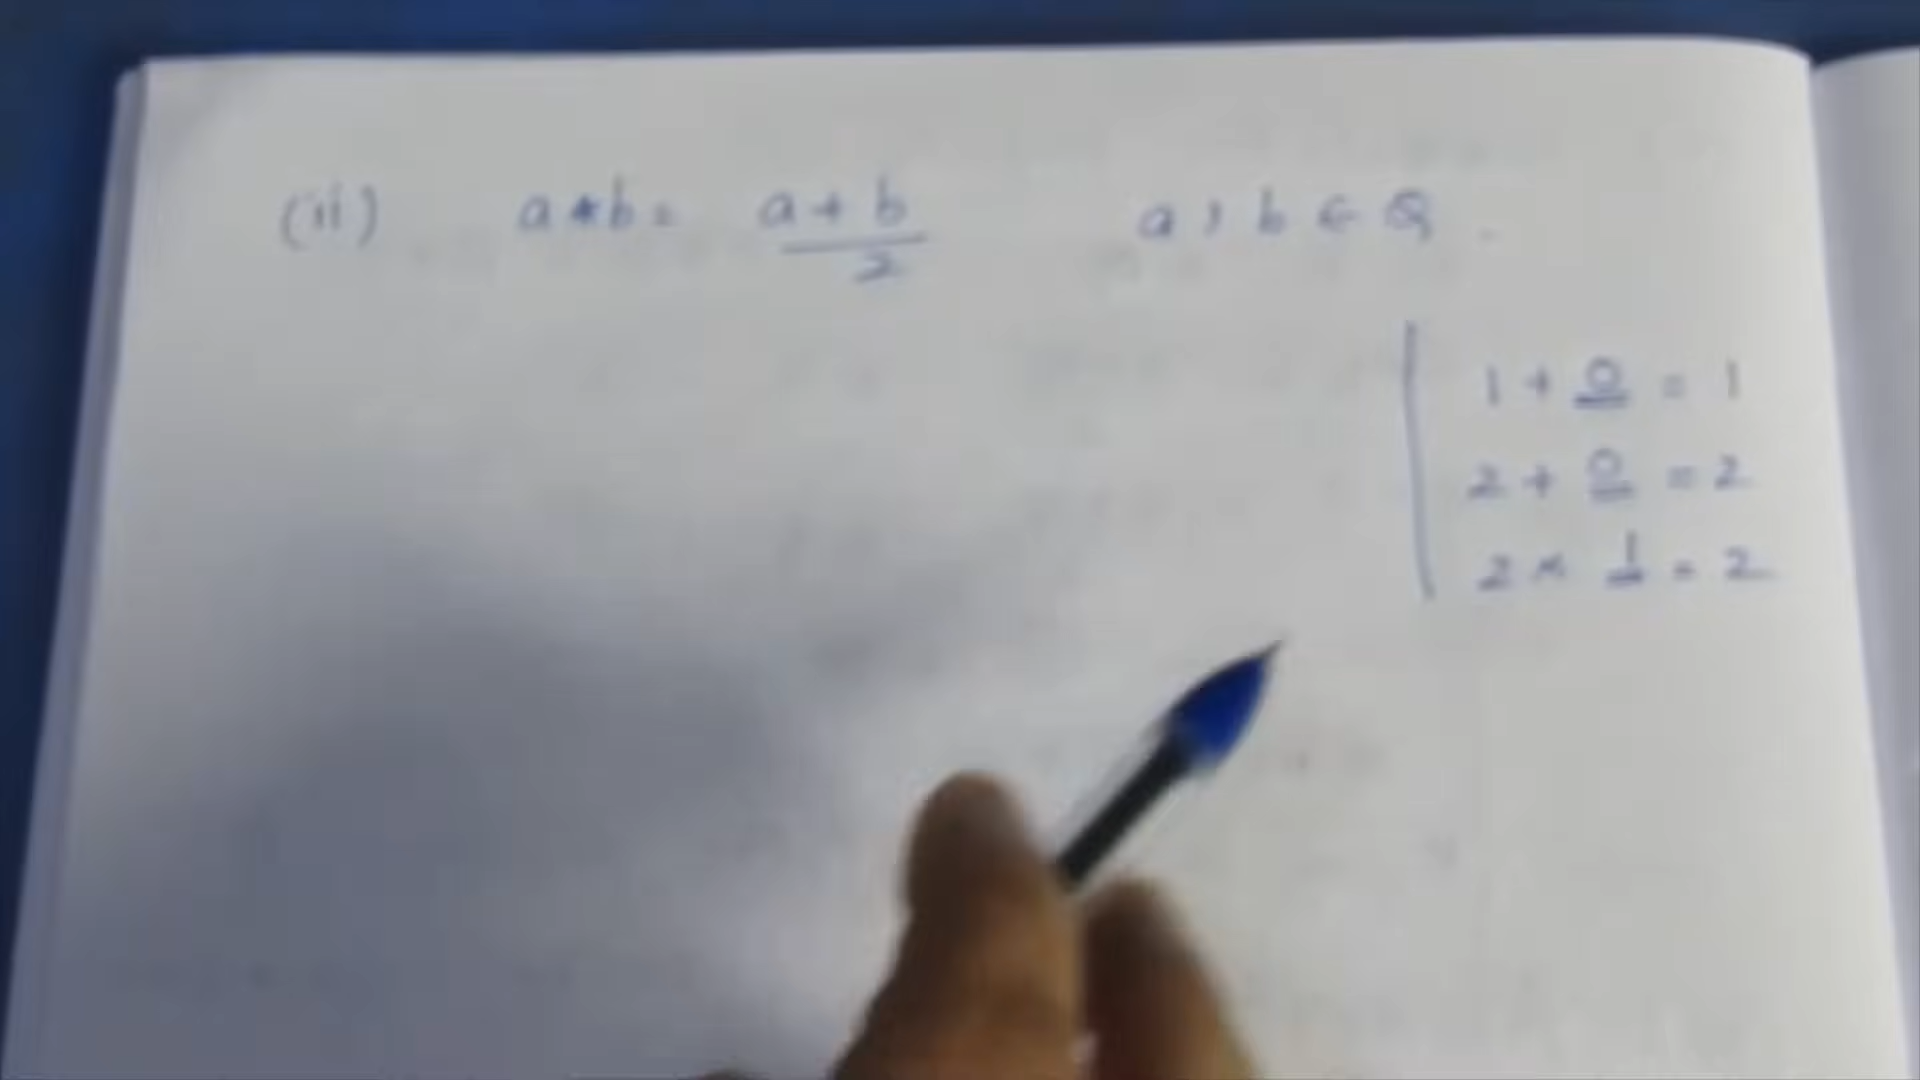 (ii) a * b = a + b / 2 a, b ∈ Q.
1 + 0 = 1
2 + 0 = 2
2 × 1 = 2